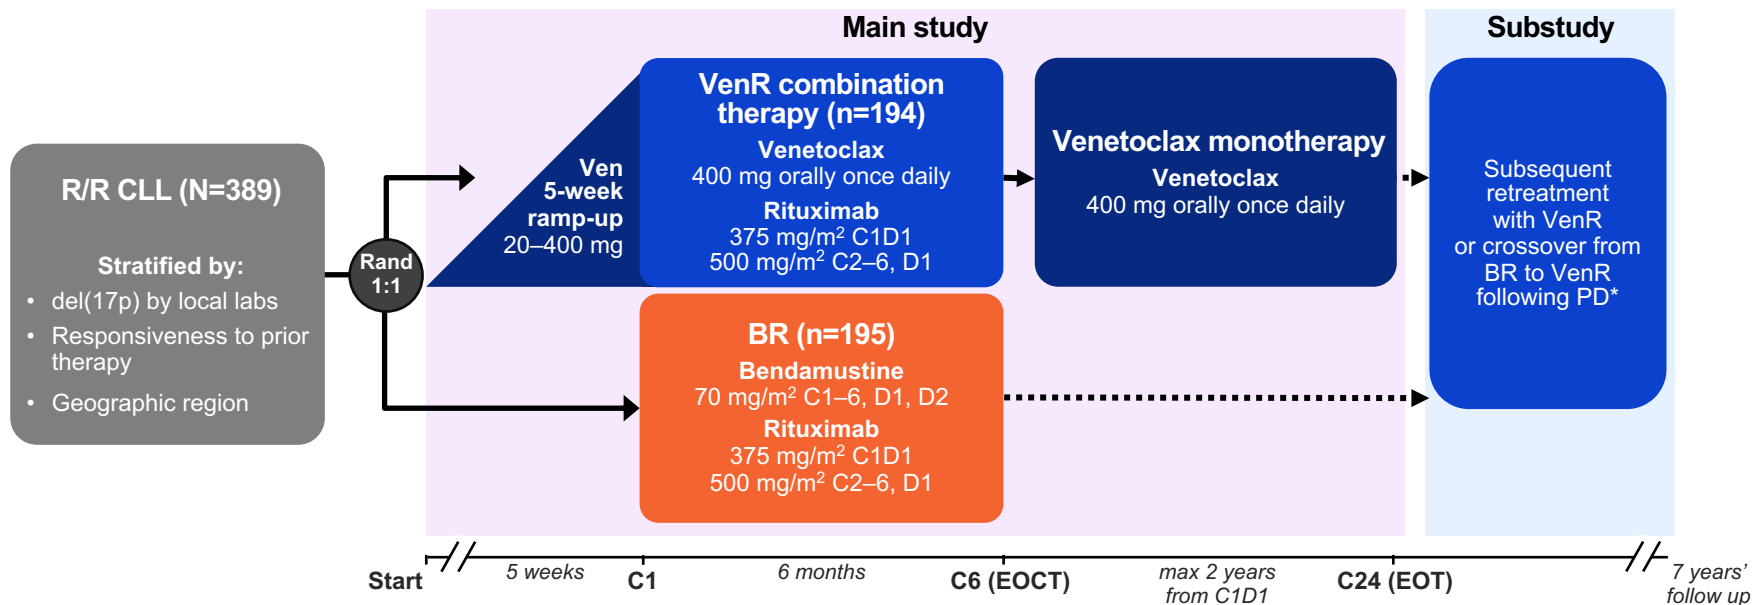 Main study
Substudy
R/R CLL (N=389)
Stratified by:
• del(17p) by local labs
• Responsiveness to prior
therapy
• Geographic region
Rand
1:1
Ven
5-week
ramp-up
20–400 mg
VenR combination
therapy (n=194)
Venetoclax
400 mg orally once daily
Rituximab
375 mg/m² C1D1
500 mg/m² C2–6, D1
Venetoclax monotherapy
Venetoclax
400 mg orally once daily
Subsequent
retreatment
with VenR
or crossover from
BR to VenR
following PD*
BR (n=195)
Bendamustine
70 mg/m² C1–6, D1, D2
Rituximab
375 mg/m² C1D1
500 mg/m² C2–6, D1
Start
5 weeks
C1
6 months
C6 (EOCT)
max 2 years
from C1D1
C24 (EOT)
7 years’
follow up